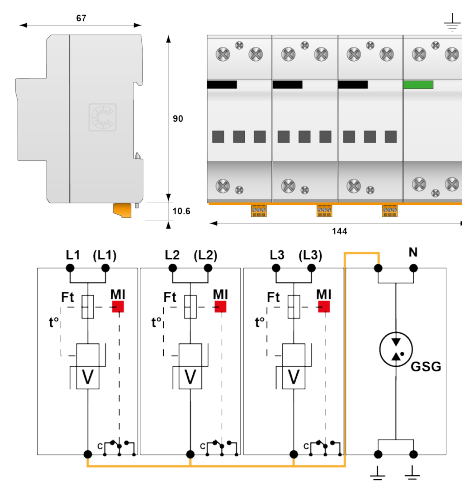 67
90
10.6
144
L1 (L1) L2 (L2) L3 (L3) N
Ft MI Ft MI Ft MI
t° t° t°
GSG
V V V
C C C